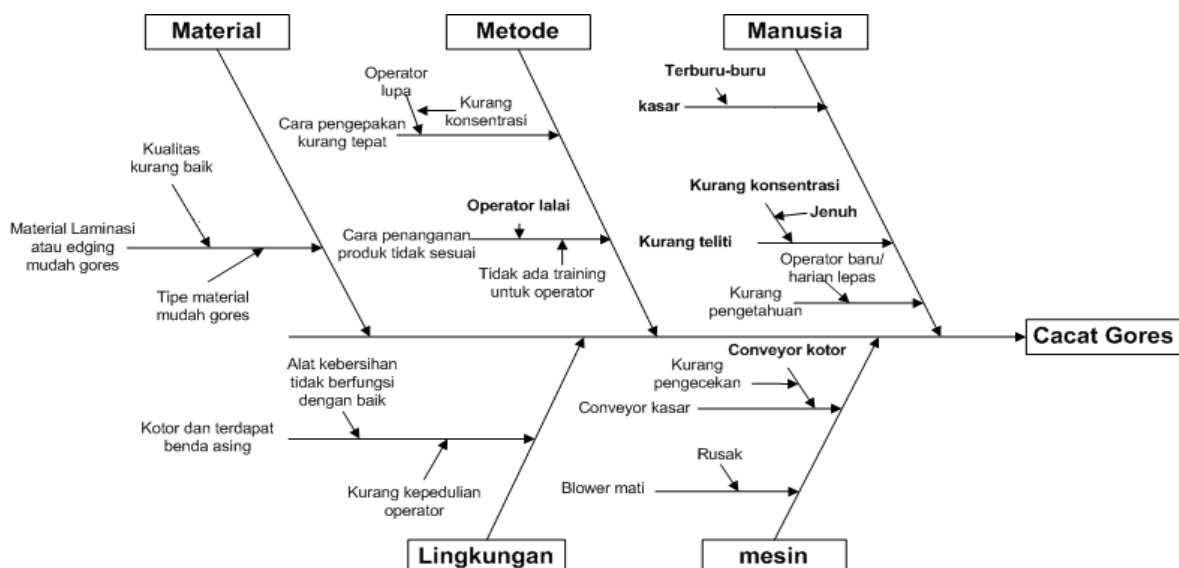 Material
Metode
Manusia
Operator
lupa
Kurang
konsentrasi
Cara pengepakan
kurang tepat
Terburu-buru
kasar
Kualitas
kurang baik
Material Laminasi
atau edging
mudah gores
Tipe material
mudah gores
Operator lalai
Cara penanganan
produk tidak sesuai
Tidak ada training
untuk operator
Kurang konsentrasi
Jenuh
Kurang teliti
Operator baru/
harian lepas
Kurang
pengetahuan
Cacat Gores
Alat kebersihan
tidak berfungsi
dengan baik
Kotor dan terdapat
benda asing
Kurang kepedulian
operator
Conveyor kotor
Kurang
pengecekan
Conveyor kasar
Rusak
Blower mati
Lingkungan
mesin